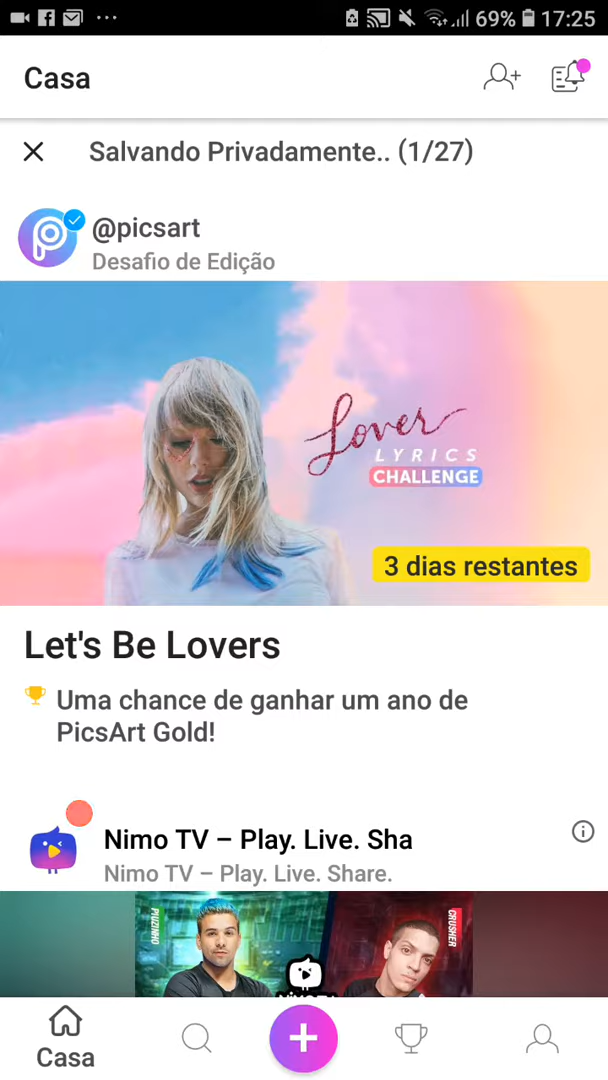 69% 17:25
Casa
Salvando Privadamente.. (1/27)
@picsart
Desafio de Edição
Lover
LYRICS
CHALLENGE
3 dias restantes
Let's Be Lovers
Uma chance de ganhar um ano de
PicsArt Gold!
Nimo TV – Play. Live. Sha
Nimo TV – Play. Live. Share.
PIUZINHO
CRUSHER
Casa